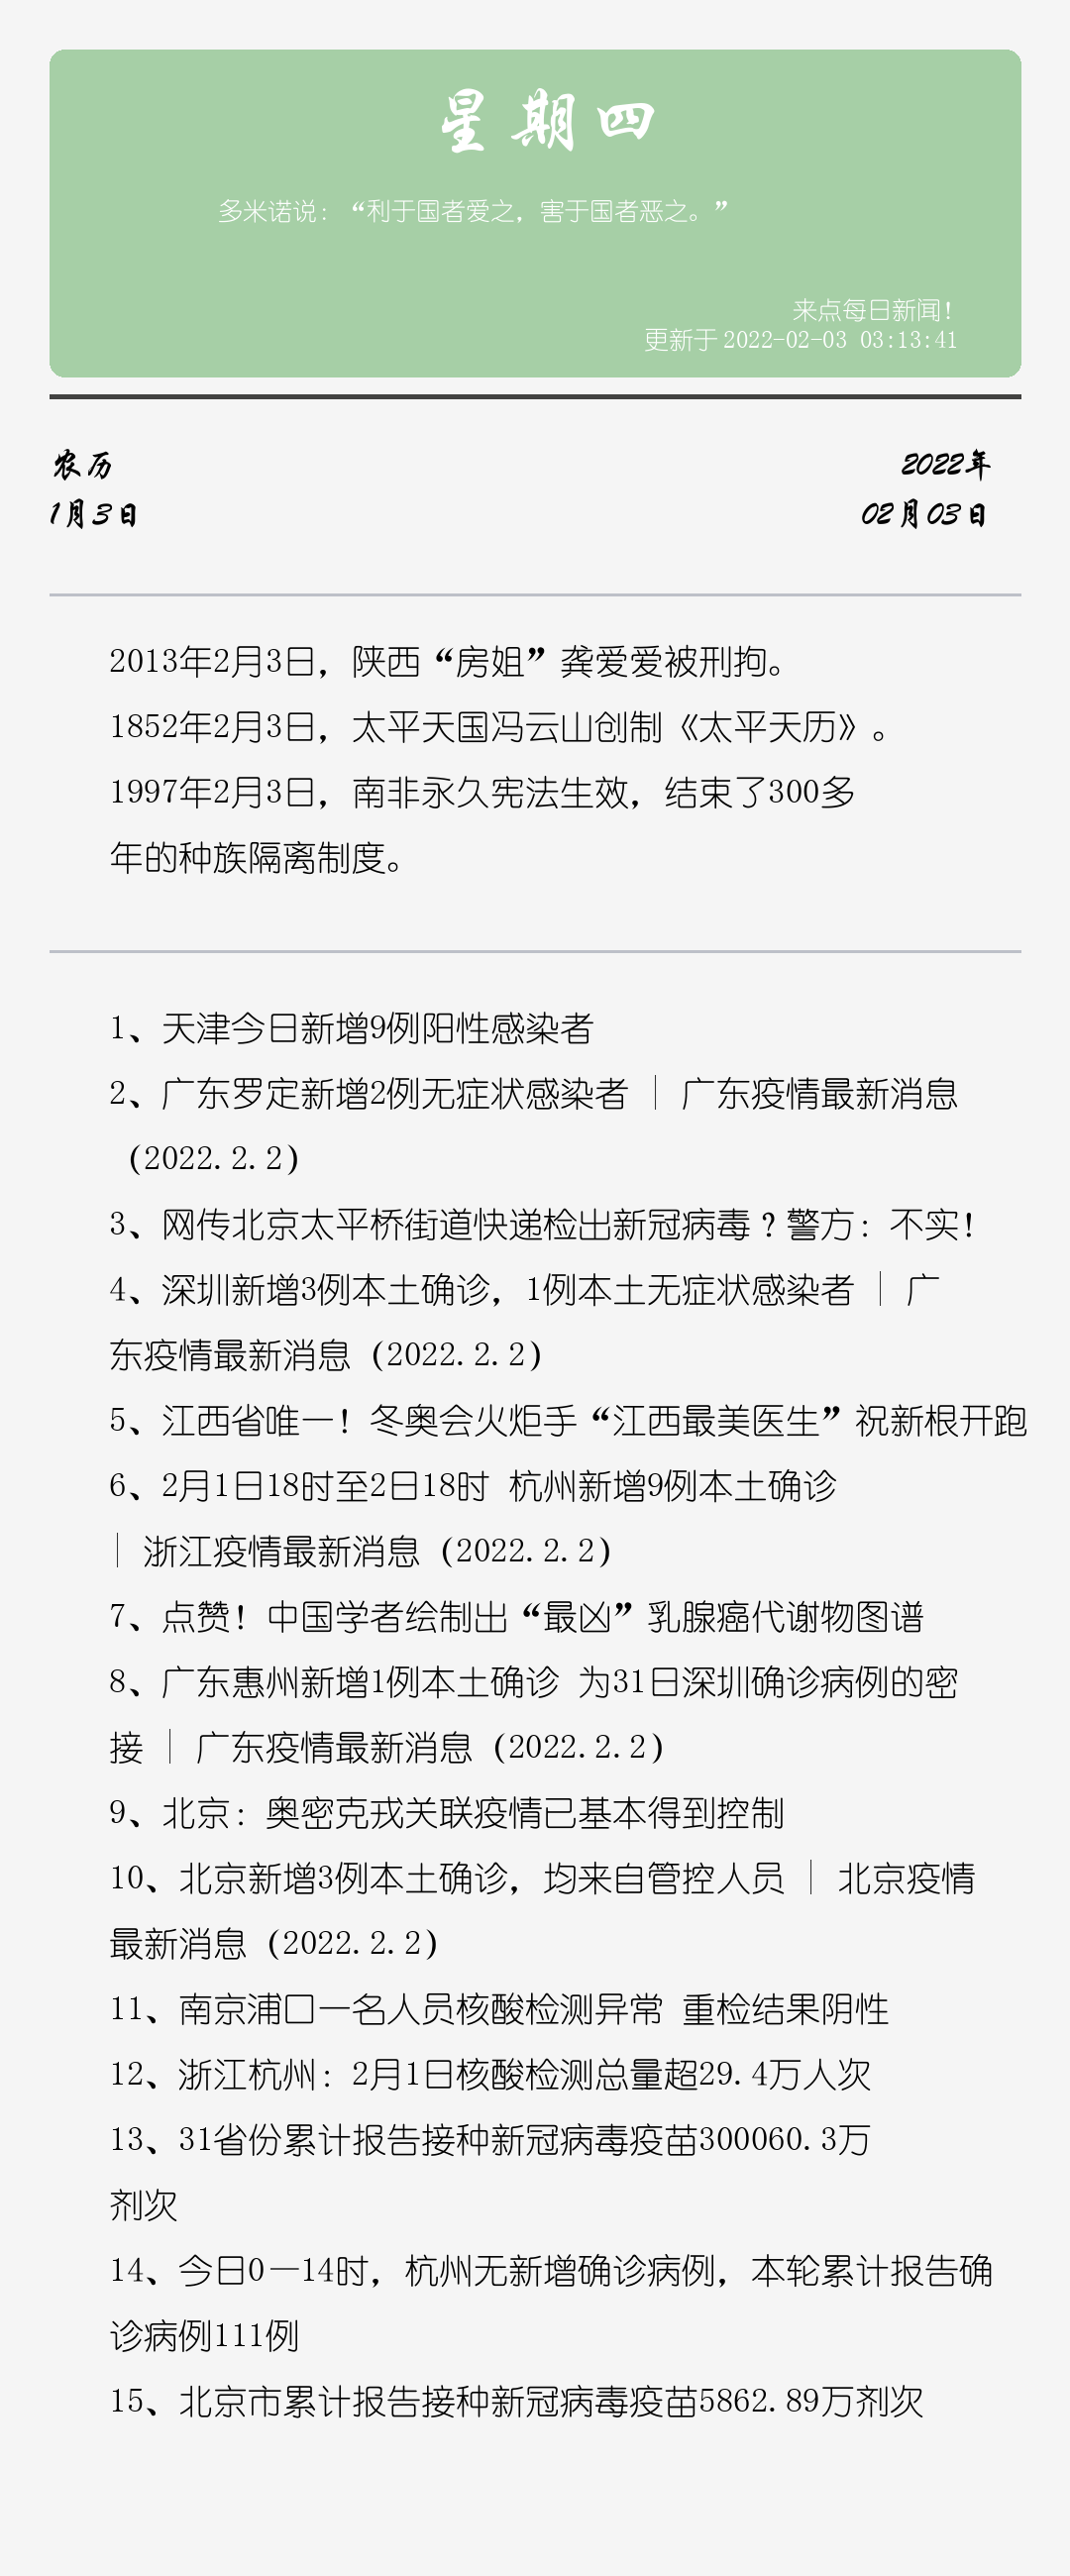 星期四
多米诺说：“利于国者爱之，害于国者恶之。”
来点每日新闻！
更新于 2022-02-03 03:13:41
农历
2022年
1月3日
02月03日
2013年2月3日，陕西“房姐”龚爱爱被刑拘。
1852年2月3日，太平天国冯云山创制《太平天历》。
1997年2月3日，南非永久宪法生效，结束了300多
年的种族隔离制度。
1、天津今日新增9例阳性感染者
2、广东罗定新增2例无症状感染者 | 广东疫情最新消息
（2022.2.2）
3、网传北京太平桥街道快递检出新冠病毒？警方：不实！
4、深圳新增3例本土确诊，1例本土无症状感染者 | 广
东疫情最新消息（2022.2.2）
5、江西省唯一！冬奥会火炬手“江西最美医生”祝新根开跑
6、2月1日18时至2日18时 杭州新增9例本土确诊
| 浙江疫情最新消息（2022.2.2）
7、点赞！中国学者绘制出“最凶”乳腺癌代谢物图谱
8、广东惠州新增1例本土确诊 为31日深圳确诊病例的密
接 | 广东疫情最新消息（2022.2.2）
9、北京：奥密克戎关联疫情已基本得到控制
10、北京新增3例本土确诊，均来自管控人员 | 北京疫情
最新消息（2022.2.2）
11、南京浦口一名人员核酸检测异常 重检结果阴性
12、浙江杭州：2月1日核酸检测总量超29.4万人次
13、31省份累计报告接种新冠病毒疫苗300060.3万
剂次
14、今日0—14时，杭州无新增确诊病例，本轮累计报告确
诊病例111例
15、北京市累计报告接种新冠病毒疫苗5862.89万剂次